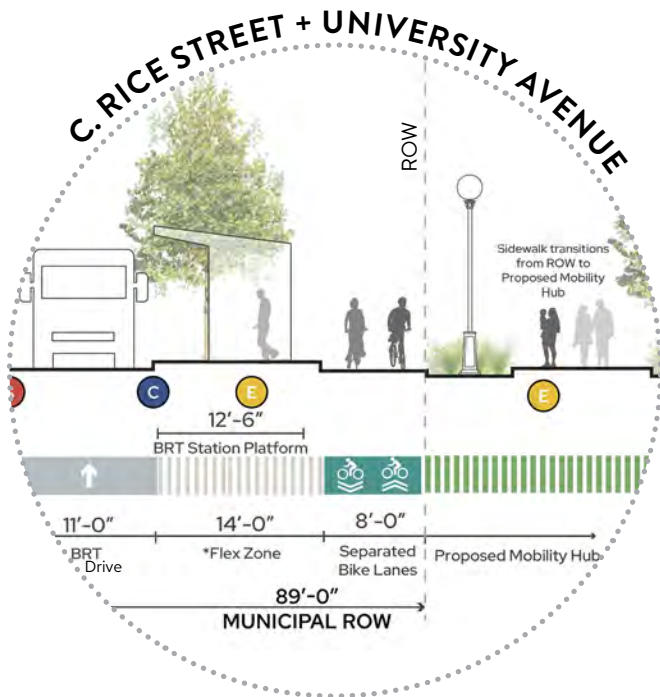 C. RICE STREET + UNIVERSITY AVENUE
ROW
Sidewalk transitions
from ROW to
Proposed Mobility
Hub
C
E
E
12'-6"
BRT Station Platform
11'-0"
14'-0"
8'-0"
BRT
Drive
*Flex Zone
Separated
Bike Lanes
Proposed Mobility Hub
89'-0"
MUNICIPAL ROW